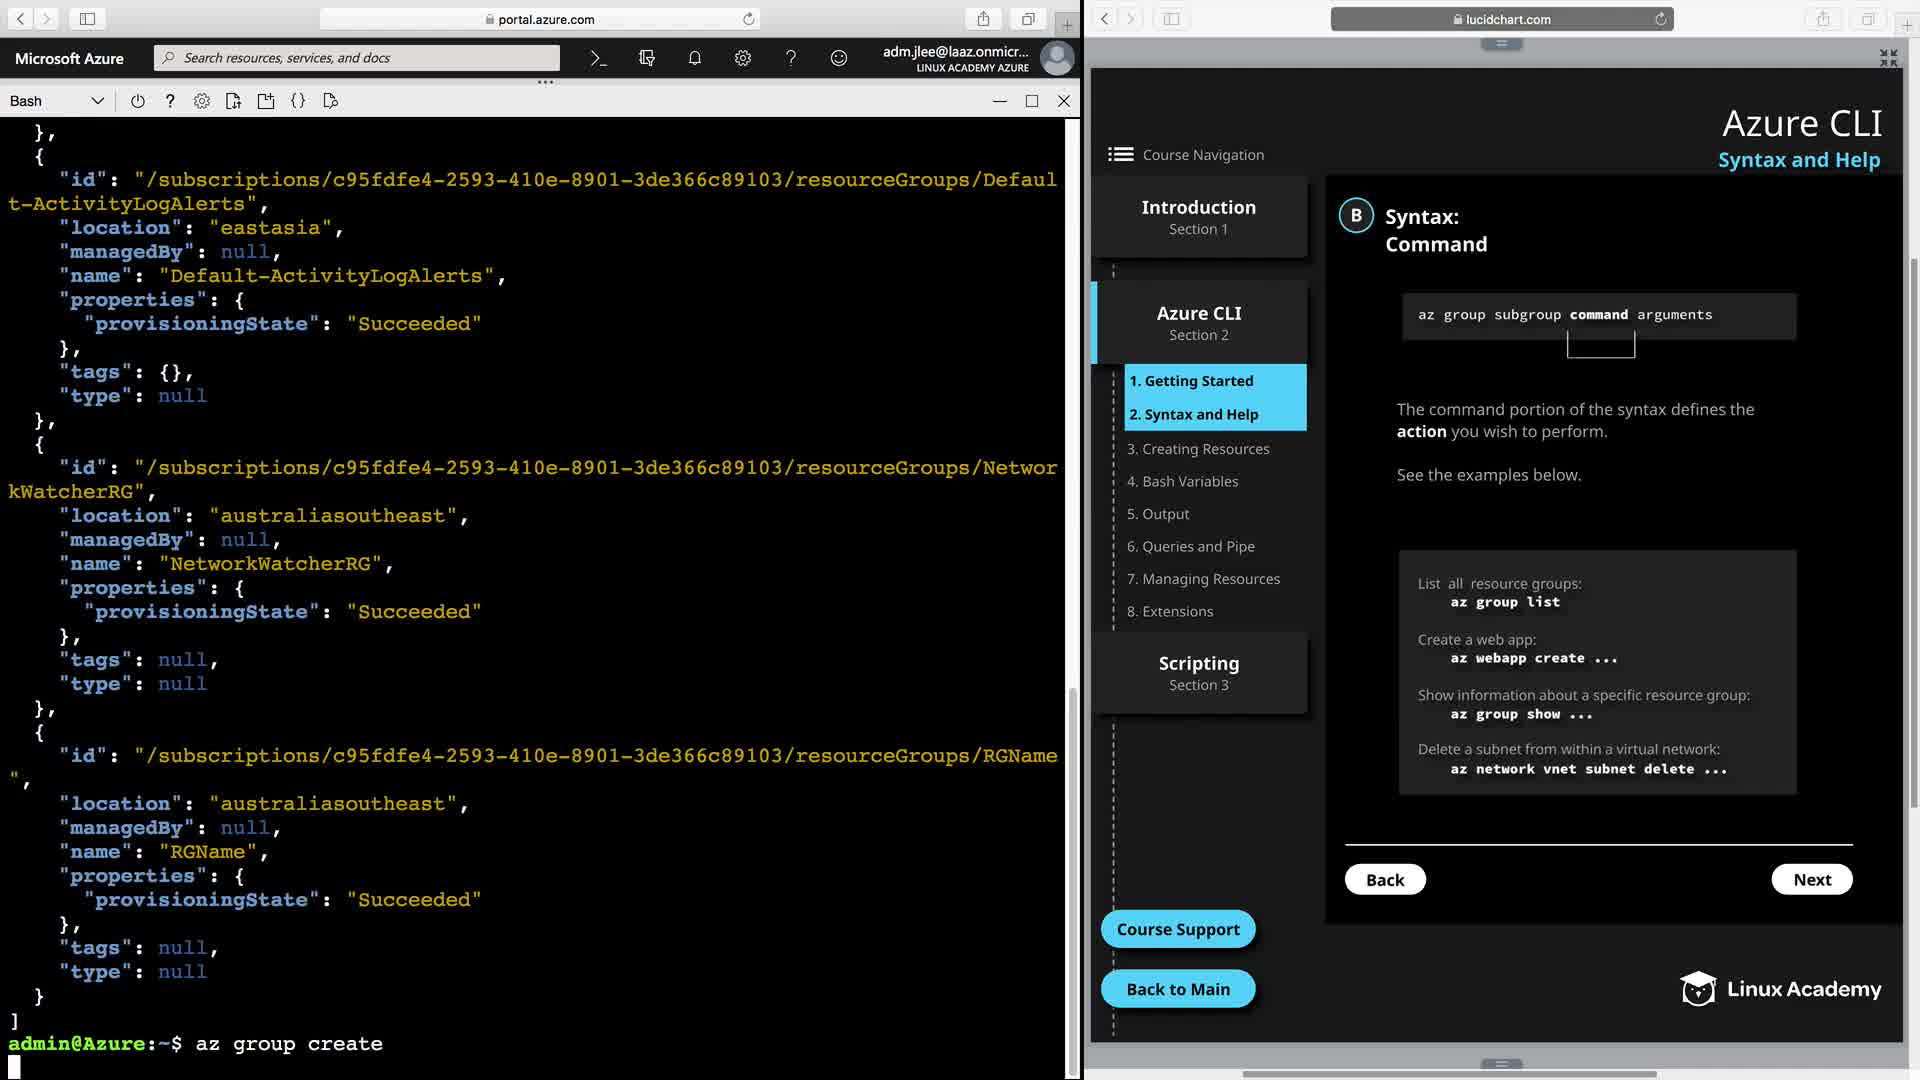 portal.azure.com
Microsoft Azure
Search resources, services, and docs
adm.jlee@laaz.onmicr...
LINUX ACADEMY AZURE
Bash
},
{
"id": "/subscriptions/c95fdfe4-2593-410e-8901-3de366c89103/resourceGroups/Defaul
t-ActivityLogAlerts",
"location": "eastasia",
"managedBy": null,
"name": "Default-ActivityLogAlerts",
"properties": {
"provisioningState": "Succeeded"
},
"tags": {},
"type": null
},
{
"id": "/subscriptions/c95fdfe4-2593-410e-8901-3de366c89103/resourceGroups/Networ
kWatcherRG",
"location": "australiasoutheast",
"managedBy": null,
"name": "NetworkWatcherRG",
"properties": {
"provisioningState": "Succeeded"
},
"tags": null,
"type": null
},
{
"id": "/subscriptions/c95fdfe4-2593-410e-8901-3de366c89103/resourceGroups/RGName
",
"location": "australiasoutheast",
"managedBy": null,
"name": "RGName",
"properties": {
"provisioningState": "Succeeded"
},
"tags": null,
"type": null
}
]
admin@Azure:~$ az group create
lucidchart.com
Azure CLI
Syntax and Help
Course Navigation
Introduction
Section 1
Azure CLI
Section 2
1. Getting Started
2. Syntax and Help
3. Creating Resources
4. Bash Variables
5. Output
6. Queries and Pipe
7. Managing Resources
8. Extensions
Scripting
Section 3
Course Support
Back to Main
B
Syntax:
Command
az group subgroup command arguments
The command portion of the syntax defines the
action you wish to perform.
See the examples below.
List all resource groups:
az group list
Create a web app:
az webapp create ...
Show information about a specific resource group:
az group show ...
Delete a subnet from within a virtual network:
az network vnet subnet delete ...
Back
Next
Linux Academy